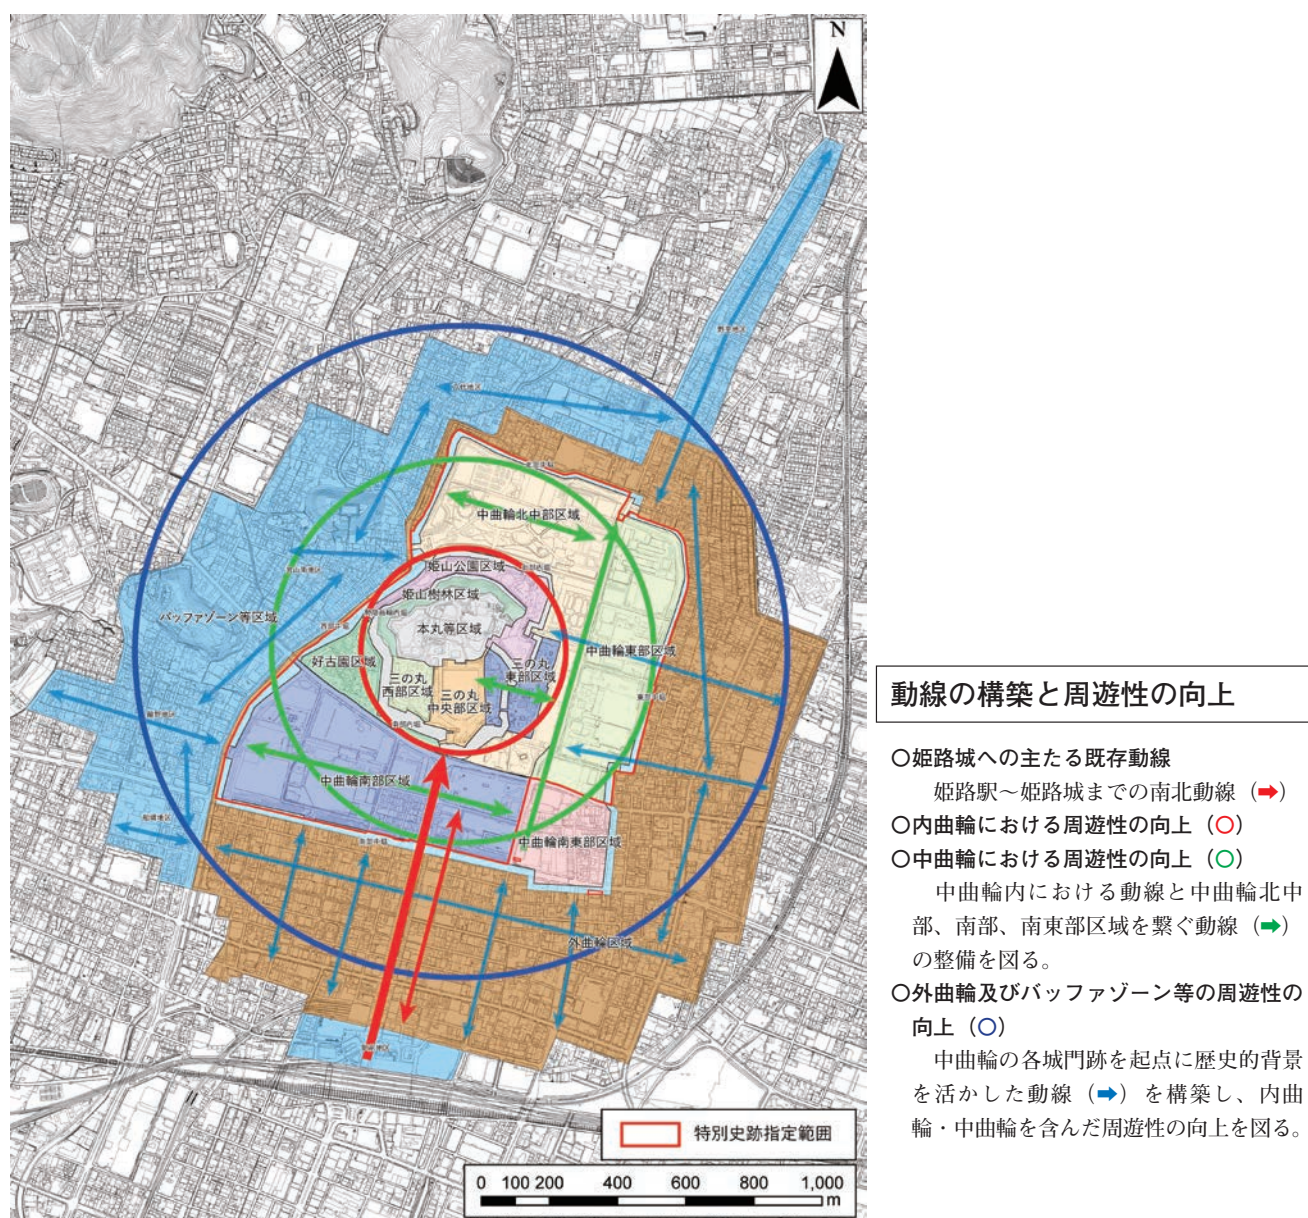 N
野里地区
中曲輪北中部区域
姫山公園区域
姫山樹林区域
本丸等区域
バッファゾーン等区域
好古園区域
三の丸
西部区域
三の丸
中央部区域
三の丸
東部区域
中曲輪東部区域
中曲輪南部区域
中曲輪南東部区域
外曲輪区域
特別史跡指定範囲
0 100 200 400 600 800 1,000
m
動線の構築と周遊性の向上
〇姫路城への主たる既存動線
姫路駅~姫路城までの南北動線(➡)
〇内曲輪における周遊性の向上(〇)
〇中曲輪における周遊性の向上(〇)
中曲輪内における動線と中曲輪北中
部、南部、南東部区域を繋ぐ動線(➡)
の整備を図る。
〇外曲輪及びバッファゾーン等の周遊性の
向上(〇)
中曲輪の各城門跡を起点に歴史的背景
を活かした動線(➡)を構築し、内曲
輪・中曲輪を含んだ周遊性の向上を図る。